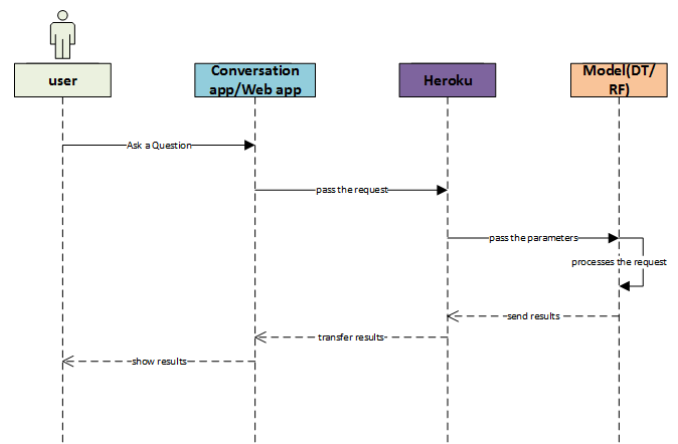 user
Conversation
app/Web app
Heroku
Model(DT/
RF)
Ask a Question
pass the request
pass the parameters
processes the request
send results
transfer results
show results